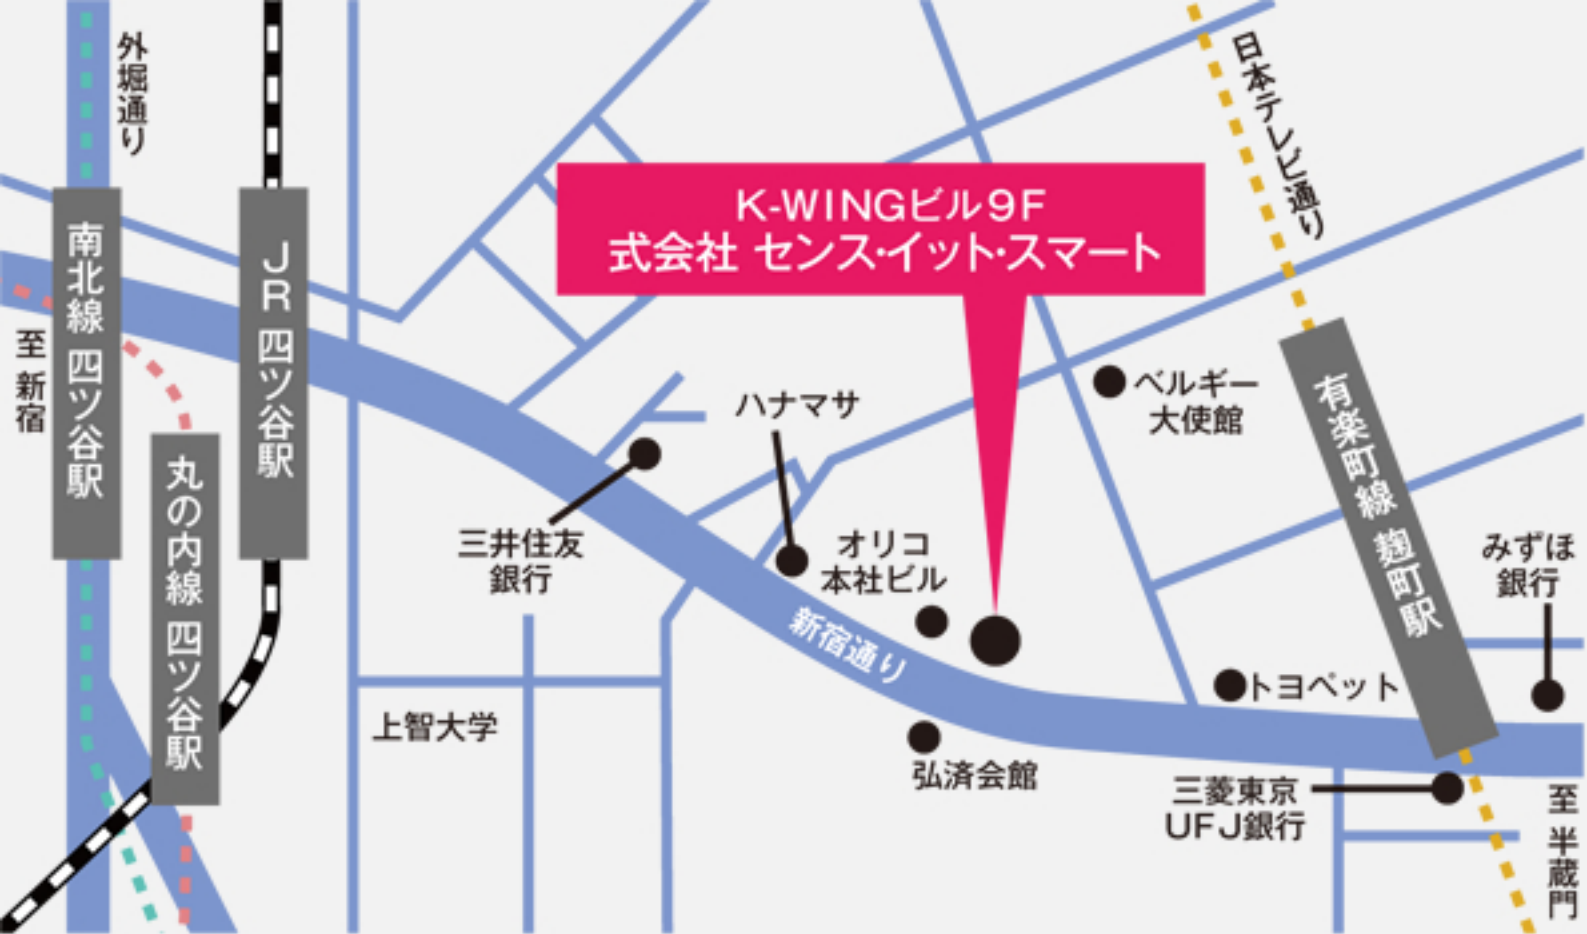 外堀通り
日本テレビ通り
K-WINGビル9F
式会社 センス・イット・スマート
南北線 四ツ谷駅
JR 四ツ谷駅
至 新宿
丸の内線 四ツ谷駅
ハナマサ
ベルギー
大使館
有楽町線 麹町駅
三井住友
銀行
オリコ
本社ビル
みずほ
銀行
新宿通り
トヨペット
上智大学
弘済会館
三菱東京
UFJ銀行
至 半蔵門